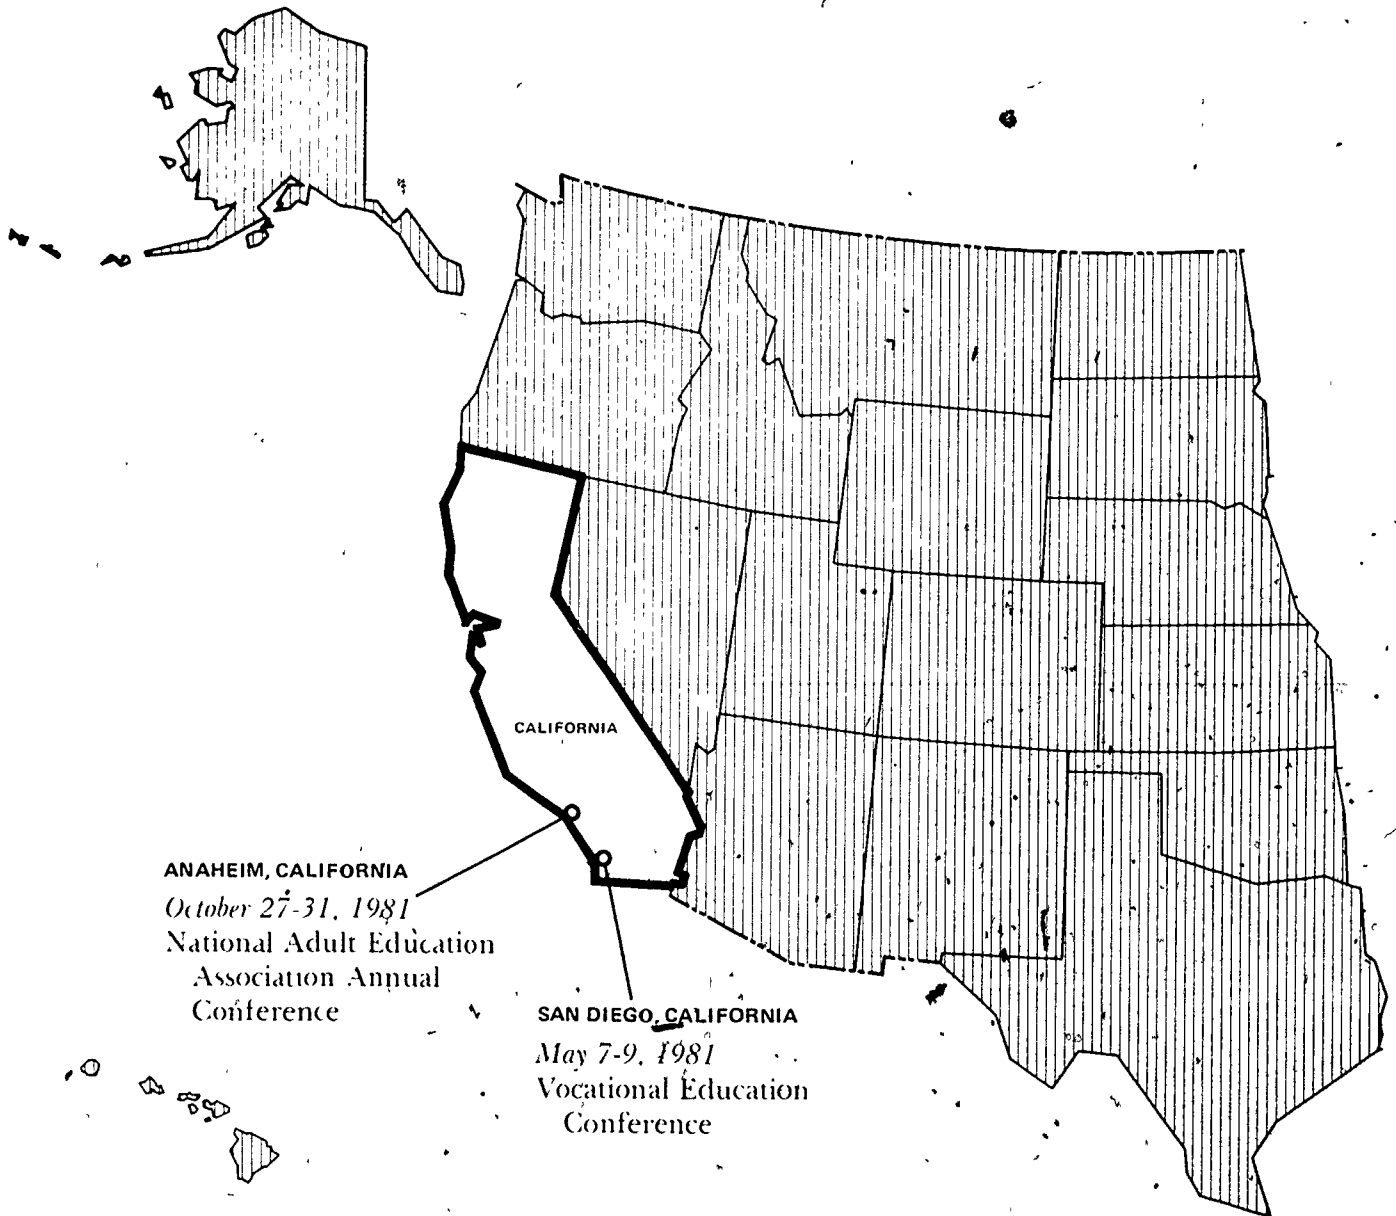 CALIFORNIA
ANAHEIM, CALIFORNIA
October 27-31, 1981
National Adult Education
Association Annual
Conference
SAN DIEGO, CALIFORNIA
May 7-9, 1981
Vocational Education
Conference